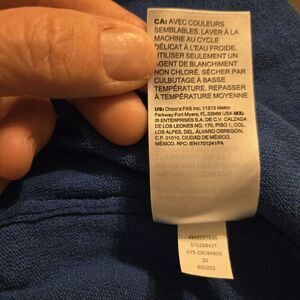 CA: AVEC COULEURS
SEMBLABLES. LAVER À LA
MACHINE AU CYCLE
DÉLICAT À L'EAU FROIDE.
UTILISER SEULEMENT UN
AGENT DE BLANCHIMENT
NON CHLORÉ. SÉCHER PAR
CULBUTAGE À BASSE
TEMPÉRATURE. REPASSER
À TEMPÉRATURE MOYENNE
US: Chico's FAS Inc. 11215 Metro
Parkway Fort Myers, FL 33966 USA MX:
IB ENTERPRISES S.A. DE C.V. CALZADA
DE LOS LEONES NO. 170, PISO 1, COL.
LOS ALPES, DEL. ÁLVARO OBREGÓN,
C.P. 01010, CIUDAD DE MÉXICO,
MÉXICO. RFC: IEN1701241PA
570288431
20